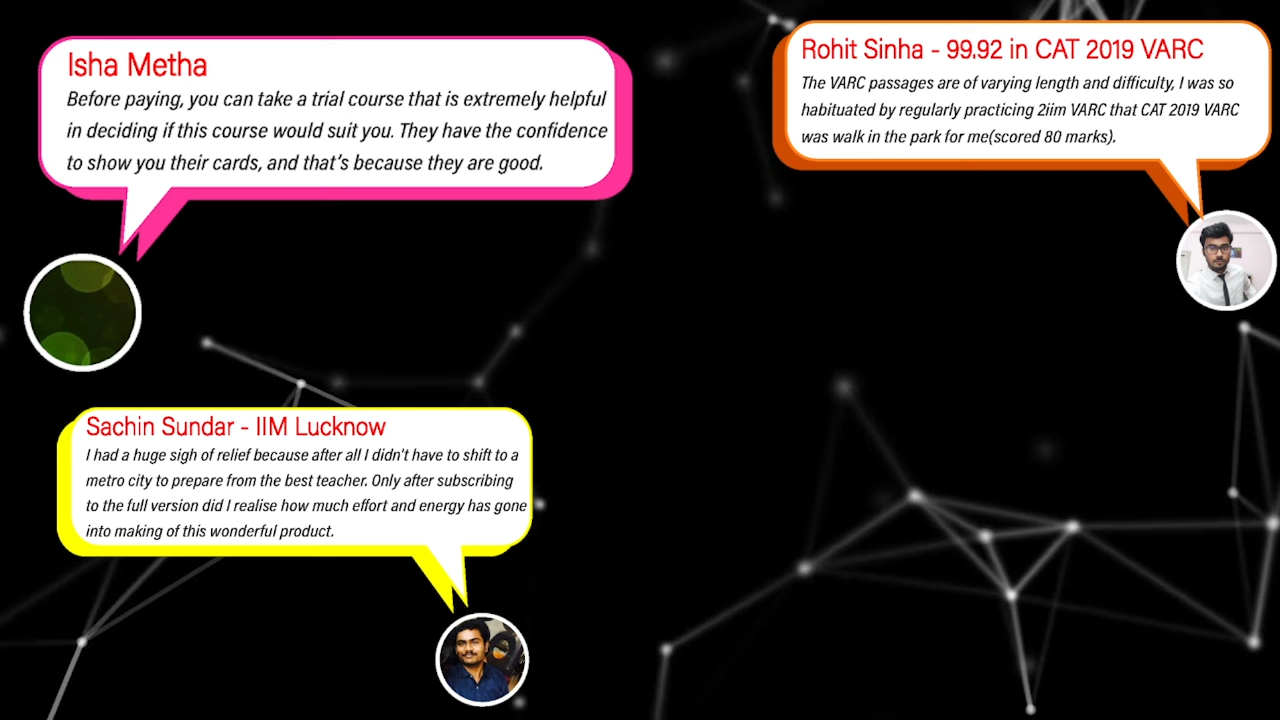 Isha Metha
Before paying, you can take a trial course that is extremely helpful
in deciding if this course would suit you. They have the confidence
to show you their cards, and that's because they are good.
Rohit Sinha - 99.92 in CAT 2019 VARC
The VARC passages are of varying length and difficulty, I was so
habituated by regularly practicing 2iim VARC that CAT 2019 VARC
was walk in the park for me(scored 80 marks).
Sachin Sundar - IIM Lucknow
I had a huge sigh of relief because after all I didn't have to shift to a
metro city to prepare from the best teacher. Only after subscribing
to the full version did I realise how much effort and energy has gone
into making of this wonderful product.